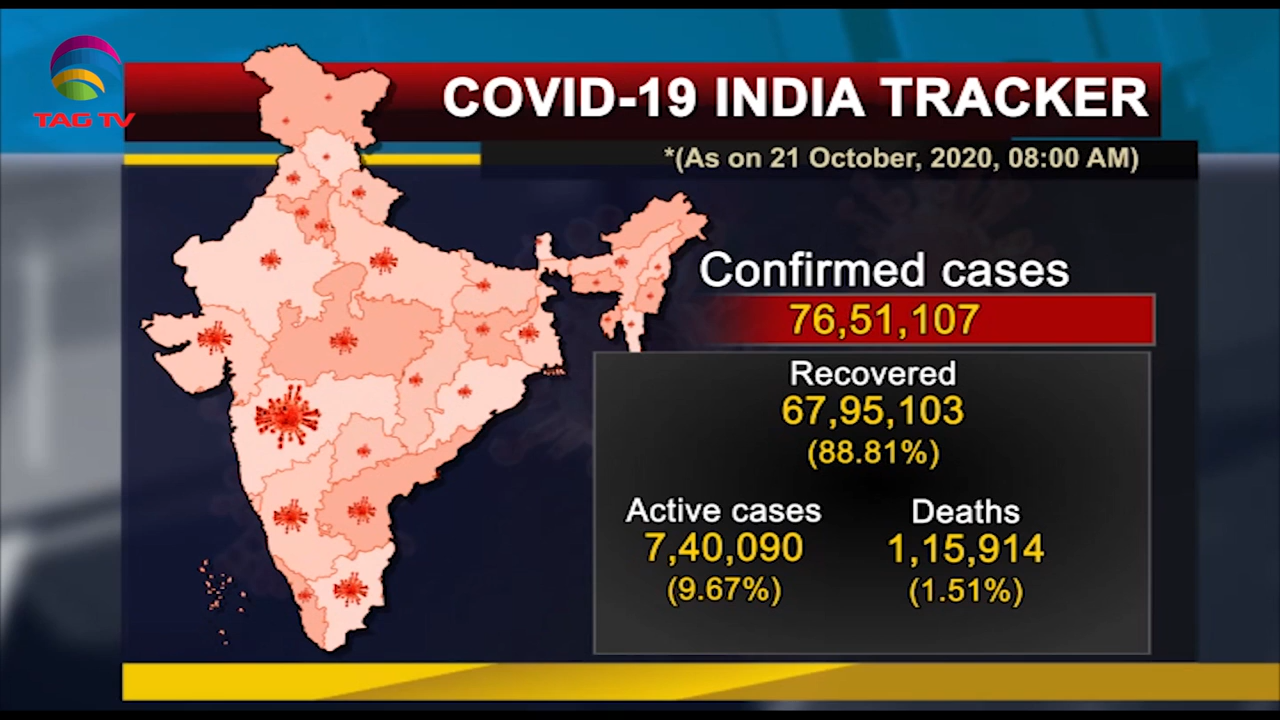 TAG TV
COVID-19 INDIA TRACKER
*(As on 21 October, 2020, 08:00 AM)
Confirmed cases
76,51,107
Recovered
67,95,103
(88.81%)
Active cases
7,40,090
(9.67%)
Deaths
1,15,914
(1.51%)